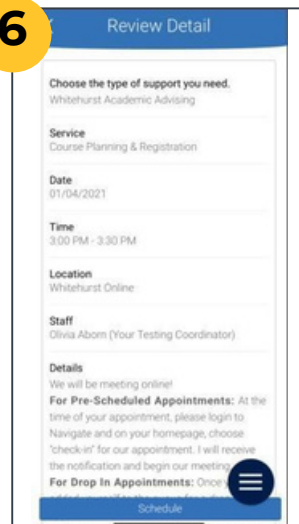 6
Review Detail
Choose the type of support you need.
Whitehurst Academic Advising
Service
Course Planning & Registration
Date
01/04/2021
Time
3:00 PM - 3:30 PM
Location
Whitehurst Online
Staff
Olivia Aborn (Your Testing Coordinator)
Details
We will be meeting online!
For Pre-Scheduled Appointments: At the
time of your appointment, please login to
Navigate and on your homepage, choose
"check-in" for our appointment. I will receive
the notification and begin our meeting
For Drop In Appointments: Once
Schedule